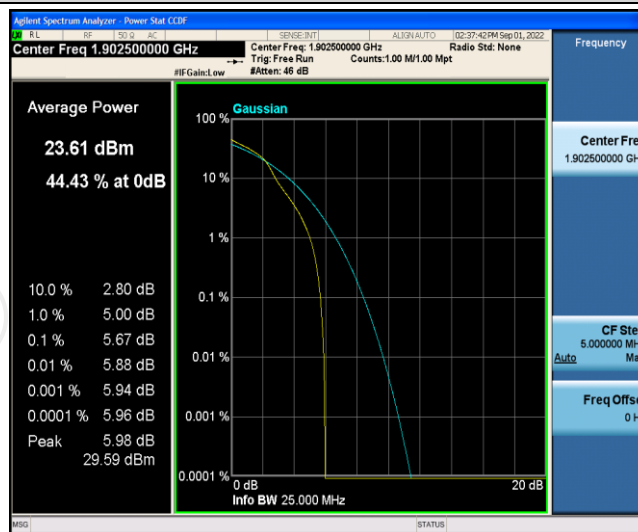 Agilent Spectrum Analyzer - Power Stat CCDF
RL RF 50 Ω AC SENSE:INT ALIGN AUTO 02:37:42 PM Sep 01, 2022
Center Freq 1.902500000 GHz
Center Freq: 1.902500000 GHz Radio Std: None
Trig: Free Run Counts:1.00 M/1.00 Mpt
#IFGain:Low #Atten: 46 dB
Frequency
Average Power
23.61 dBm
44.43 % at 0dB
10.0 % 2.80 dB
1.0 % 5.00 dB
0.1 % 5.67 dB
0.01 % 5.88 dB
0.001 % 5.94 dB
0.0001 % 5.96 dB
Peak 5.98 dB
29.59 dBm
Gaussian
100 %
10 %
1 %
0.1 %
0.01 %
0.001 %
0.0001 %
0 dB 20 dB
Info BW 25.000 MHz
Center Fre
1.902500000 GH
CF Ste
5.000000 MH
Auto Ma
Freq Offse
0 H
MSG STATUS